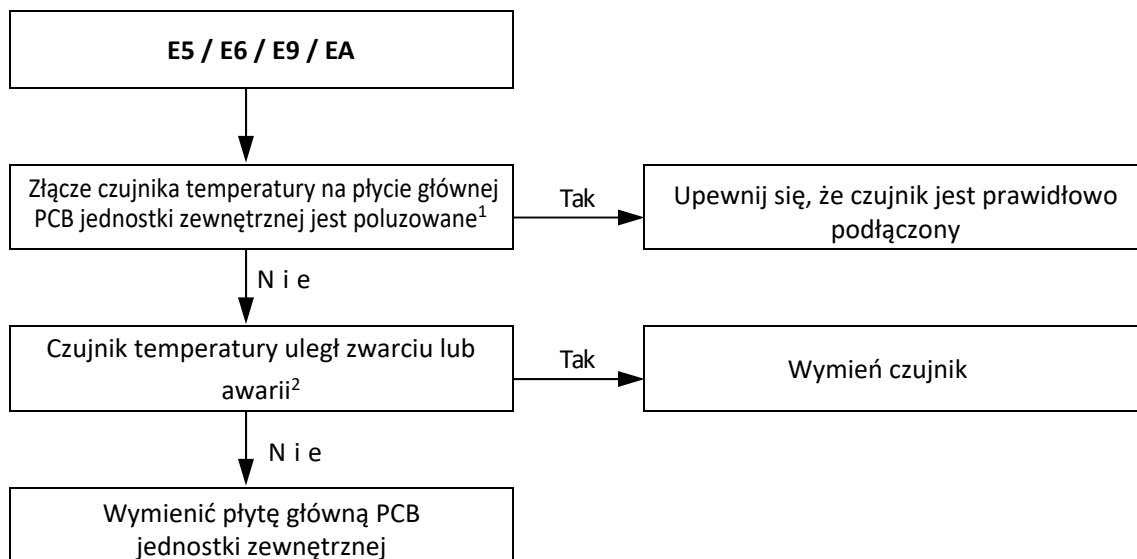 E5 / E6 / E9 / EA
Złącze czujnika temperatury na płycie głównej
PCB jednostki zewnętrznej jest poluzowane1
Tak
Upewnij się, że czujnik jest prawidłowo
podłączony
N i e
Czujnik temperatury uległ zwarciu lub
awarii2
Tak
Wymień czujnik
N i e
Wymienić płytę główną PCB
jednostki zewnętrznej